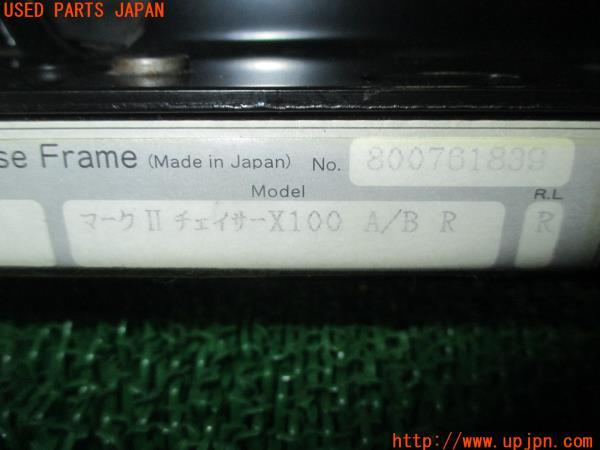 USED PARTS JAPAN
se Frame (Made in Japan) No. 800761839
Model R.L
マークⅡ チェイサーX100 A/B R R
http://www.upjpn.com/